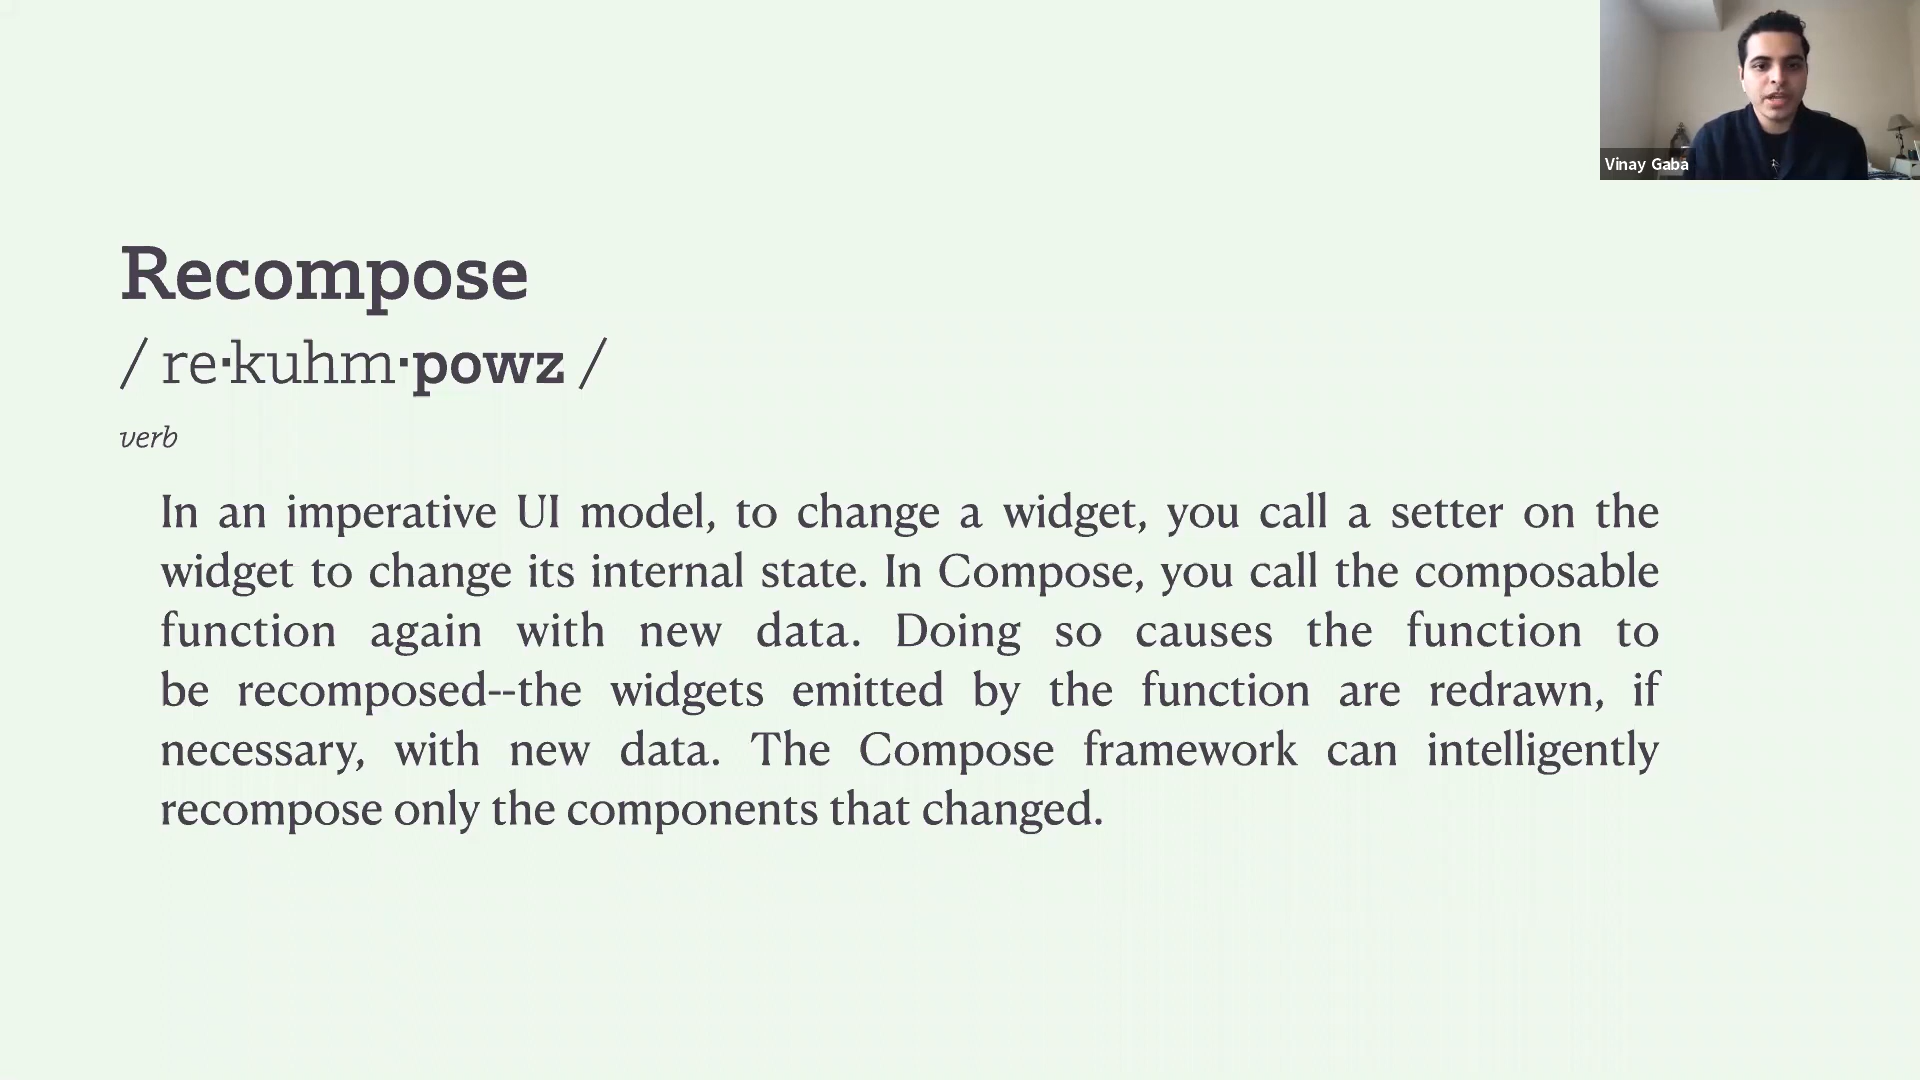 Vinay Gaba
Recompose
/ re·kuhm·powz /
verb
In an imperative UI model, to change a widget, you call a setter on the
widget to change its internal state. In Compose, you call the composable
function again with new data. Doing so causes the function to
be recomposed--the widgets emitted by the function are redrawn, if
necessary, with new data. The Compose framework can intelligently
recompose only the components that changed.